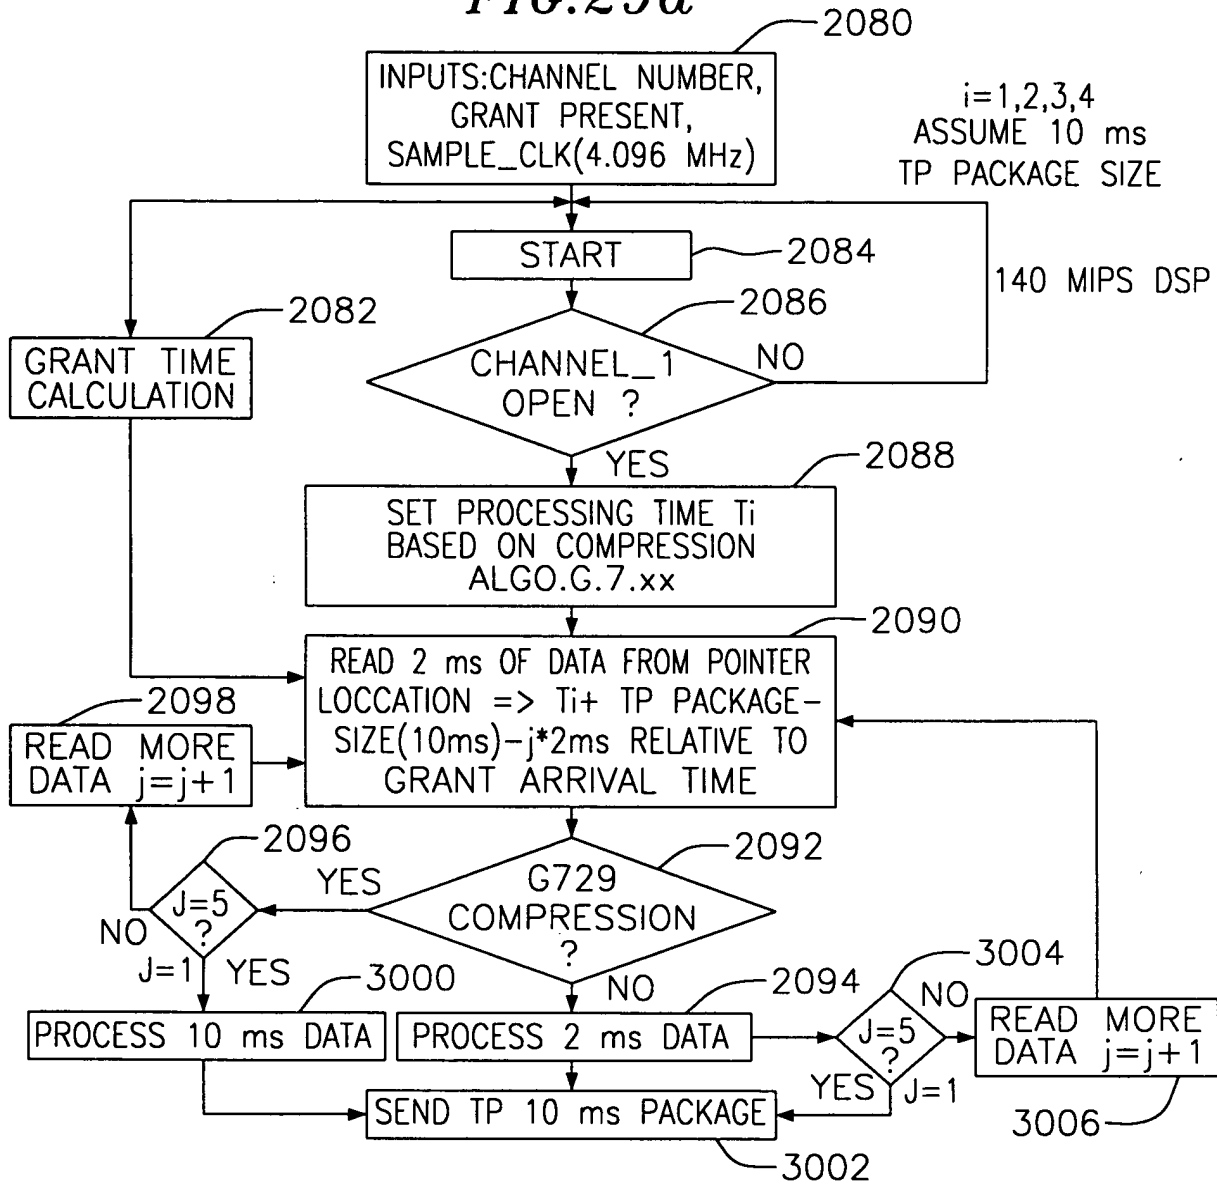 FIG.25a
2080
INPUTS:CHANNEL NUMBER,
GRANT PRESENT,
SAMPLE_CLK(4.096 MHz)
i=1,2,3,4
ASSUME 10 ms
TP PACKAGE SIZE
START
2084
140 MIPS DSP
2082
GRANT TIME
CALCULATION
2086
CHANNEL_1
OPEN ?
NO
YES
2088
SET PROCESSING TIME Ti
BASED ON COMPRESSION
ALGO.G.7.xx
2090
READ 2 ms OF DATA FROM POINTER
LOCCATION => Ti+ TP PACKAGE-
SIZE(10ms)-j*2ms RELATIVE TO
GRANT ARRIVAL TIME
2098
READ MORE
DATA j=j+1
2096
J=5
?
NO
J=1
YES
YES
2092
G729
COMPRESSION
?
NO
3000
PROCESS 10 ms DATA
2094
PROCESS 2 ms DATA
3004
J=5
?
NO
YES
J=1
READ MORE
DATA j=j+1
3006
SEND TP 10 ms PACKAGE
3002